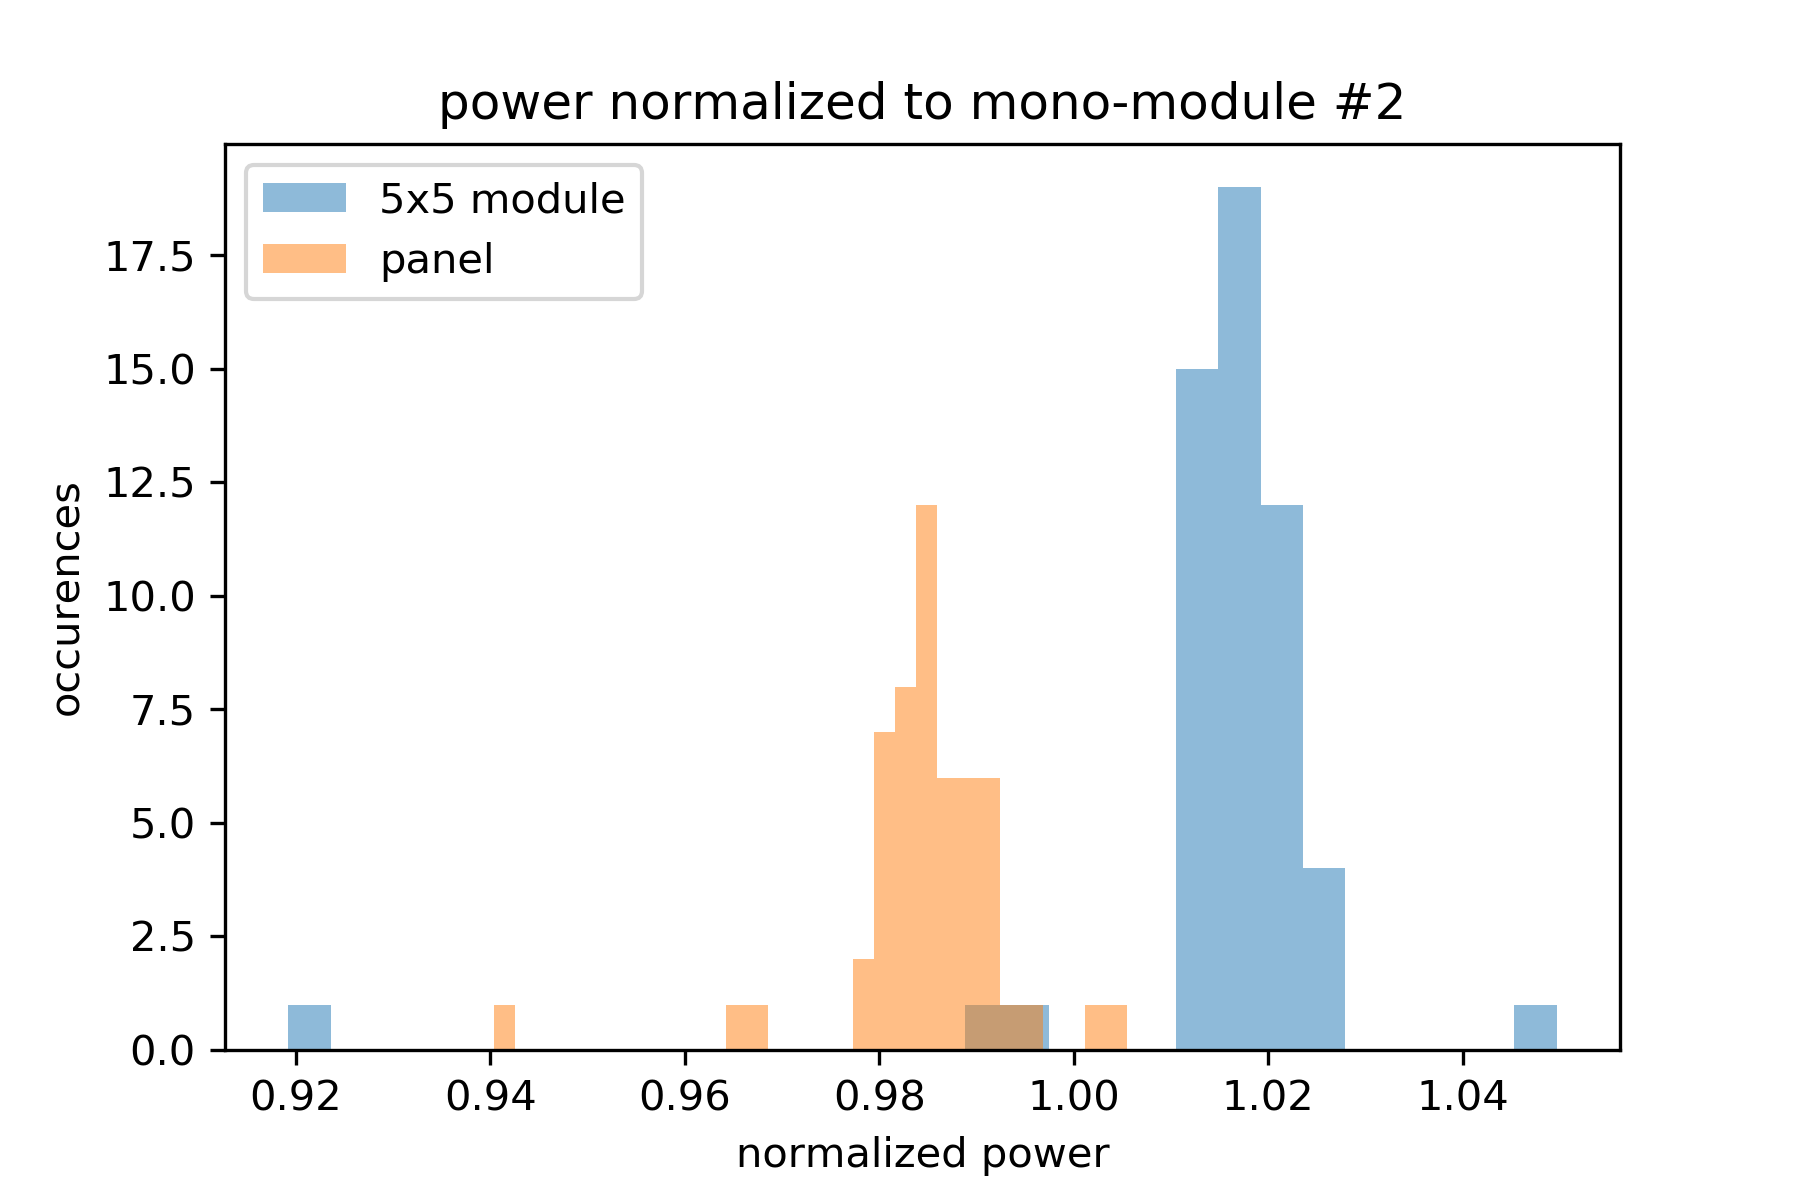 power normalized to mono-module #2
5x5 module
panel
17.5
15.0
12.5
10.0
7.5
5.0
2.5
0.0
occurences
0.92 0.94 0.96 0.98 1.00 1.02 1.04
normalized power